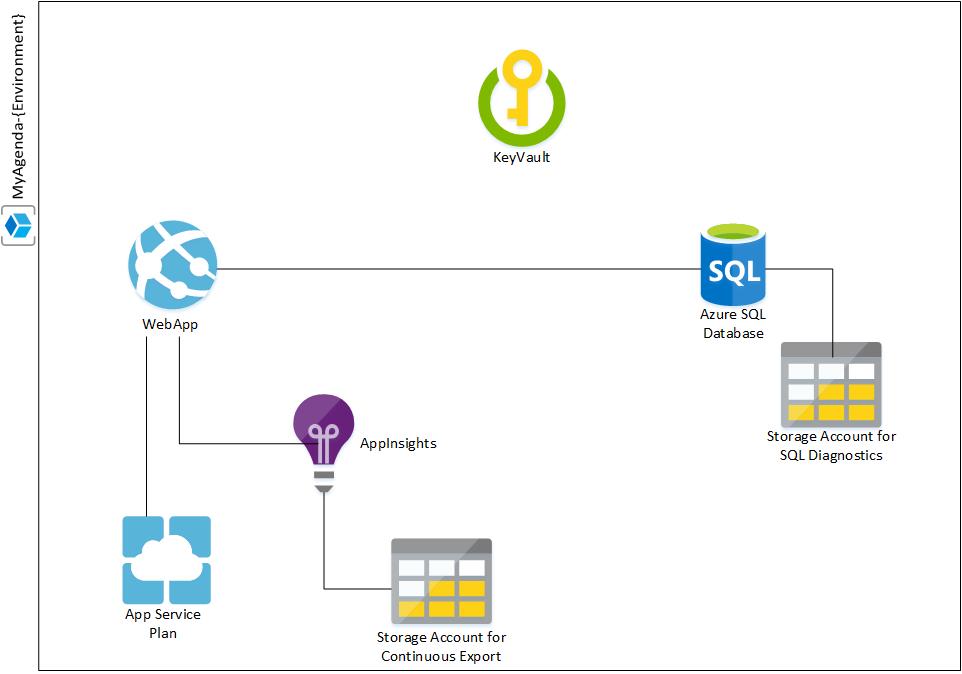 MyAgenda-{Environment}
KeyVault
WebApp
SQL
Azure SQL
Database
AppInsights
Storage Account for
SQL Diagnostics
App Service
Plan
Storage Account for
Continuous Export